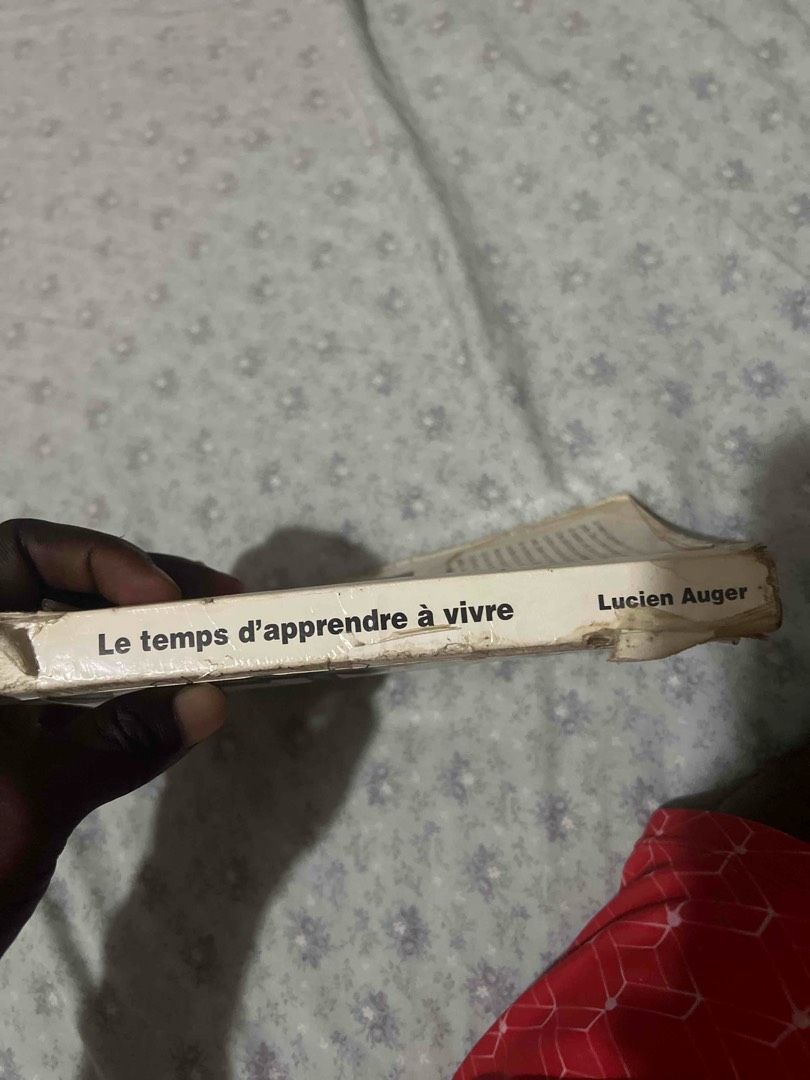 Le temps d'apprendre à vivre
Lucien Auger